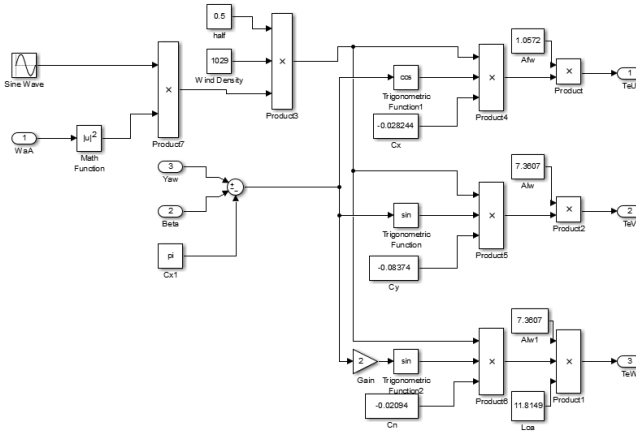 0.5
half
1029
Wind Density
×
Product3
Sine Wave
×
Product7
1
WaA
|u|²
Math
Function
3
Yaw
2
Beta
pi
Cx1
cos
Trigonometric
Function1
-0.028244
Cx
×
Product4
1.0572
Afw
×
Product
1
TeU
sin
Trigonometric
Function
-0.08374
Cy
×
Product5
7.3607
Alw
×
Product2
2
TeV
2
Gain
sin
Trigonometric
Function2
-0.02094
Cn
×
Product6
7.3607
Alw1
11.8149
Loa
×
Product1
3
TeW